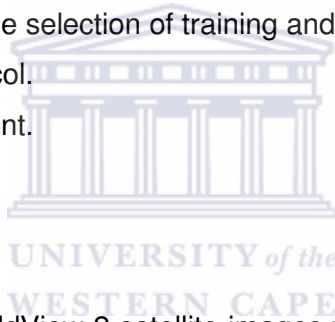 e selection of training and
col.
nt.
UNIVERSITY of the
WESTERN CAPE
ldView 2 satellite images